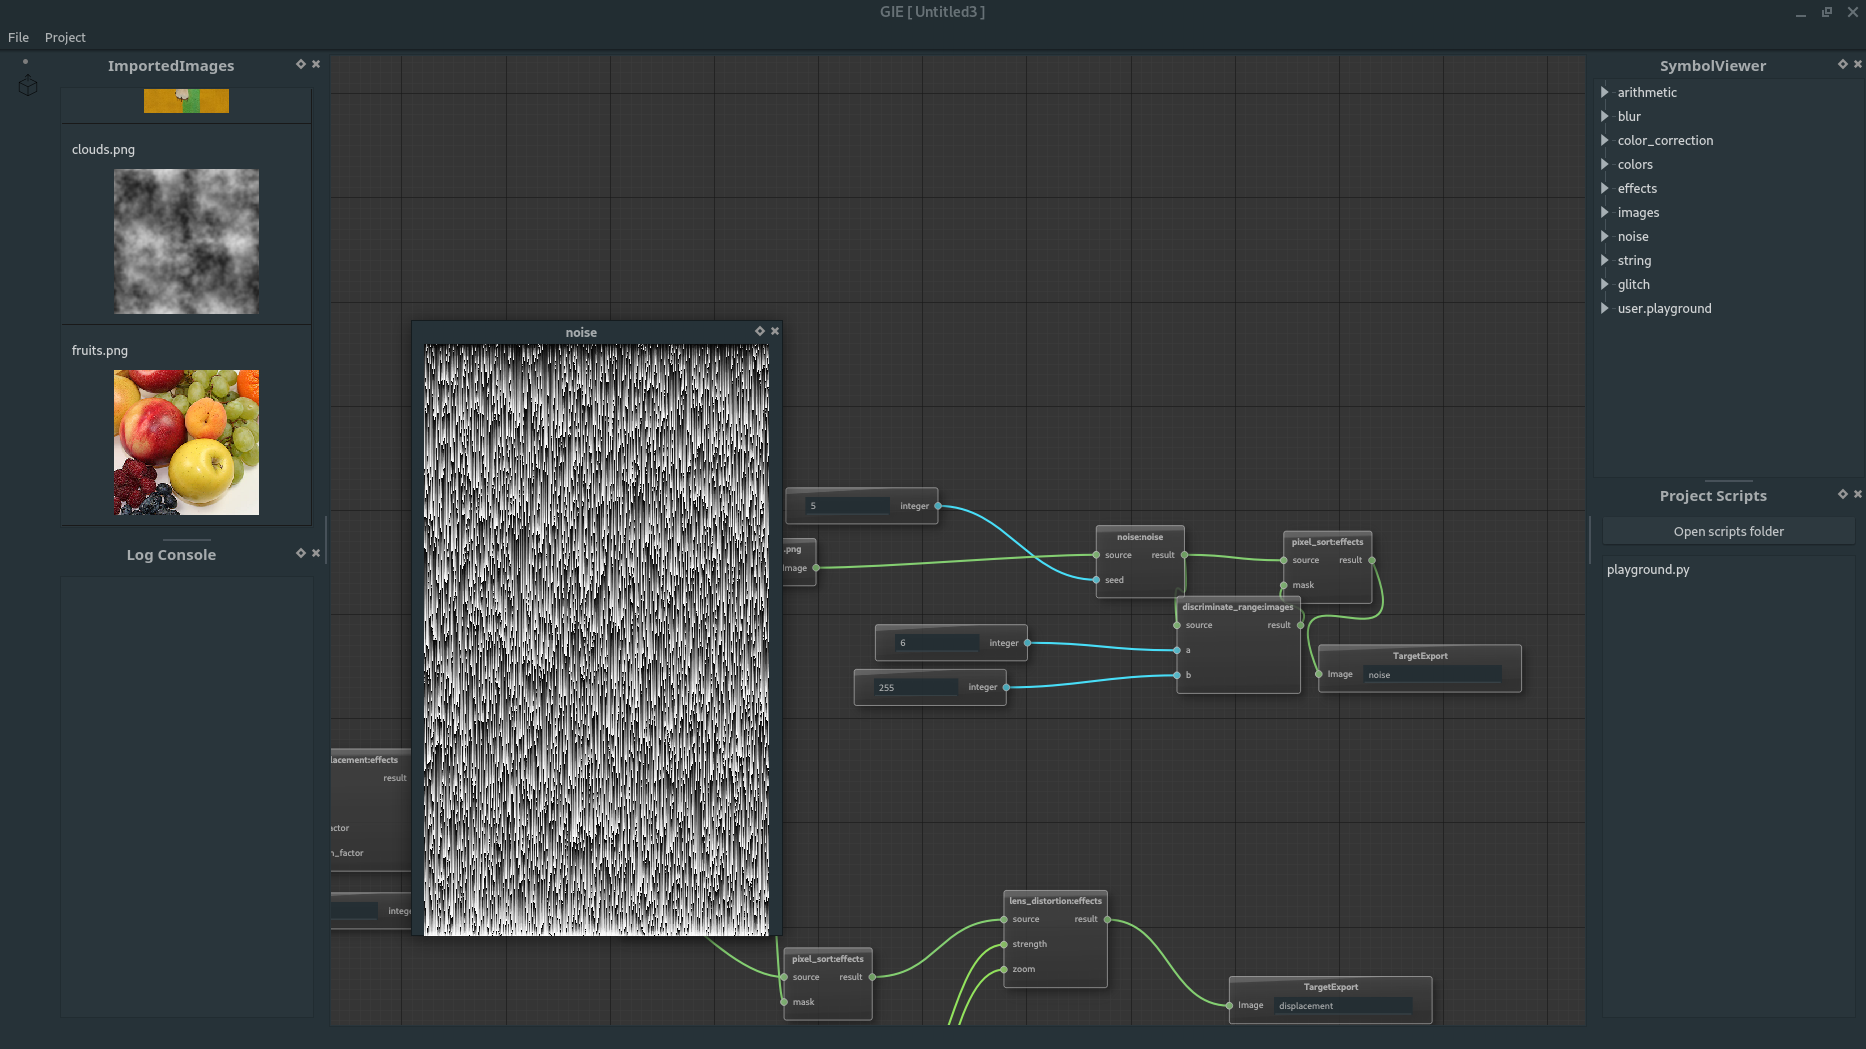 GIE [ Untitled3 ]
File Project
ImportedImages
clouds.png
fruits.png
Log Console
noise
5 integer
.png
Image
noise:noise
source result
seed
pixel_sort:effects
source result
mask
discriminate_range:images
source result
a
b
6 integer
255 integer
TargetExport
Image noise
lacement:effects
result
actor
n_factor
intege
lens_distortion:effects
source result
strength
zoom
pixel_sort:effects
source result
mask
TargetExport
Image displacement
SymbolViewer
arithmetic
blur
color_correction
colors
effects
images
noise
string
glitch
user.playground
Project Scripts
Open scripts folder
playground.py